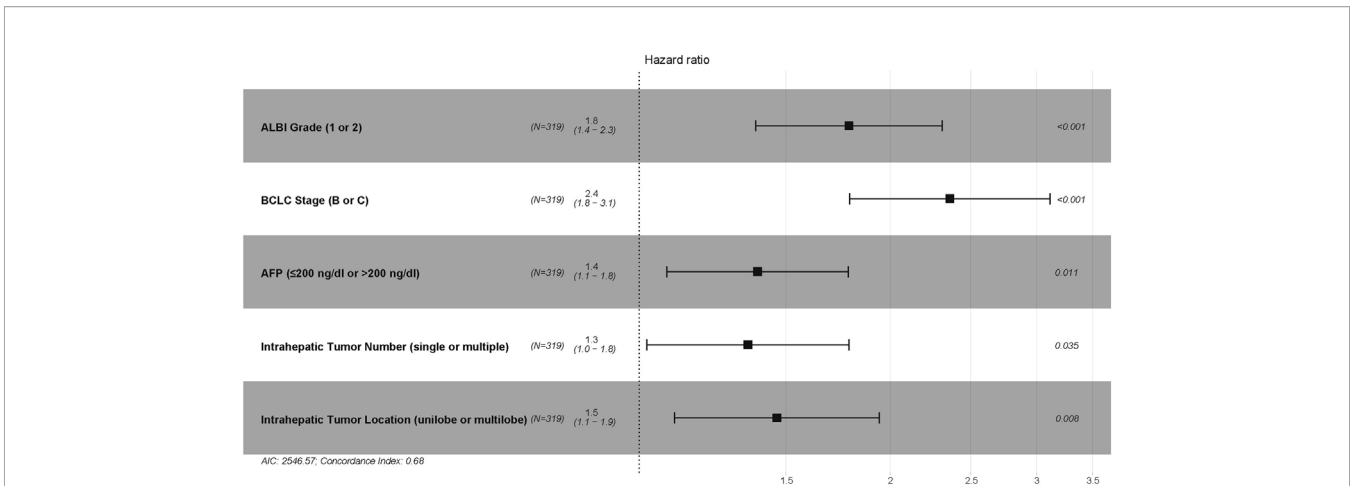 Hazard ratio
ALBI Grade (1 or 2) (N=319) 1.8 (1.4 − 2.3) <0.001
BCLC Stage (B or C) (N=319) 2.4 (1.8 − 3.1) <0.001
AFP (≤200 ng/dl or >200 ng/dl) (N=319) 1.4 (1.1 − 1.8) 0.011
Intrahepatic Tumor Number (single or multiple) (N=319) 1.3 (1.0 − 1.8) 0.035
Intrahepatic Tumor Location (unilobe or multilobe) (N=319) 1.5 (1.1 − 1.9) 0.008
AIC: 2546.57; Concordance Index: 0.68
1.5 2 2.5 3 3.5